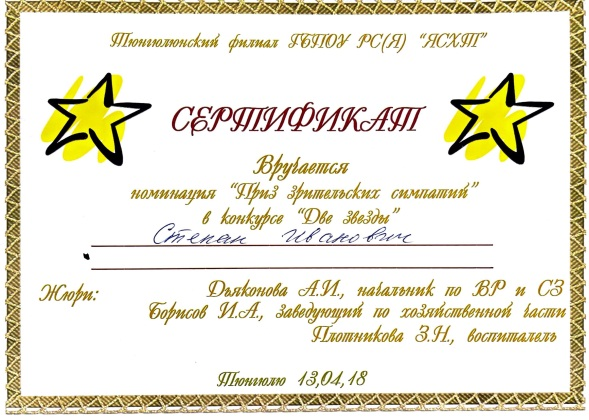 Тюнгюлюнский филиал ГБПОУ РС(Я) "ЯСХТ"
СЕРТИФИКАТ
Вручается
номинация "Приз зрительских симпатий"
в конкурсе "Две звезды"
Степан Иванович
Жюри: Дьяконова А.И., начальник по ВР и СЗ
Борисов И.А., заведующий по хозяйственной части
Плотникова З.Н., воспиталель
Тюнгюлю 13,04,18